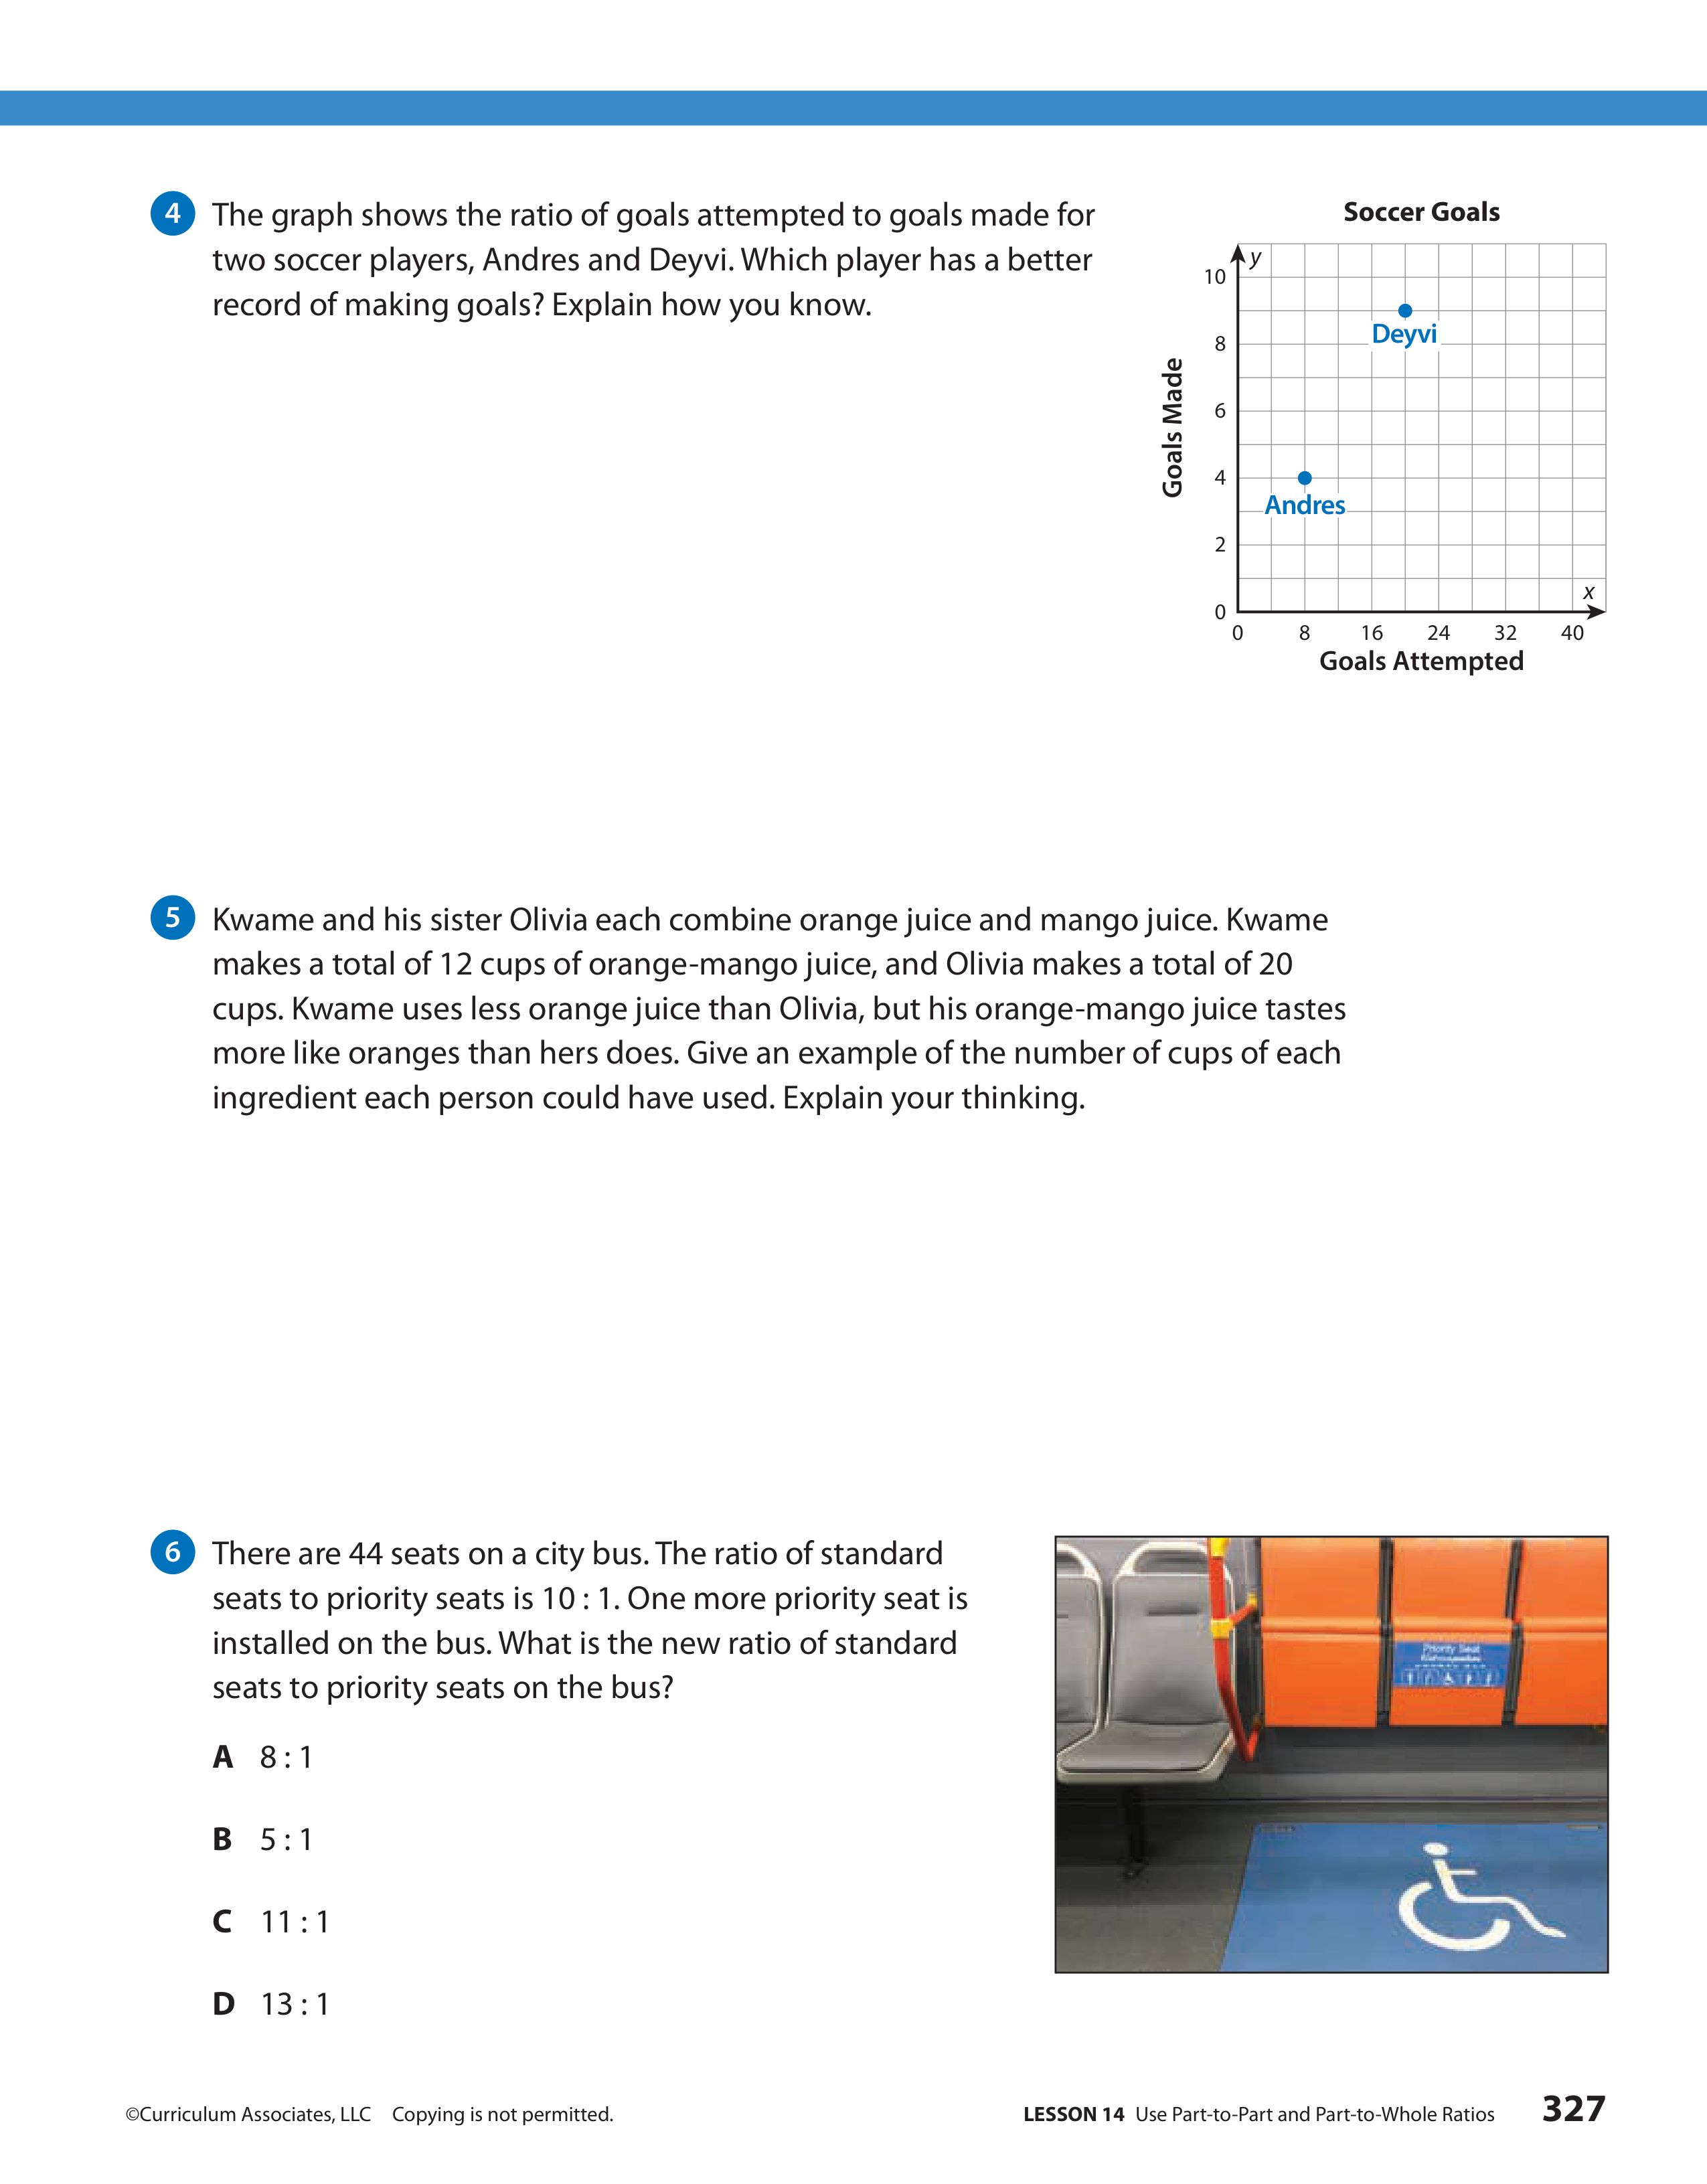 4 The graph shows the ratio of goals attempted to goals made for
two soccer players, Andres and Deyvi. Which player has a better
record of making goals? Explain how you know.
Soccer Goals
y
10
8
6
4
2
0
Goals Made
Deyvi
Andres
x
0 8 16 24 32 40
Goals Attempted
5 Kwame and his sister Olivia each combine orange juice and mango juice. Kwame
makes a total of 12 cups of orange-mango juice, and Olivia makes a total of 20
cups. Kwame uses less orange juice than Olivia, but his orange-mango juice tastes
more like oranges than hers does. Give an example of the number of cups of each
ingredient each person could have used. Explain your thinking.
6 There are 44 seats on a city bus. The ratio of standard
seats to priority seats is 10 : 1. One more priority seat is
installed on the bus. What is the new ratio of standard
seats to priority seats on the bus?
A 8 : 1
B 5 : 1
C 11 : 1
D 13 : 1
Priority Seat
©Curriculum Associates, LLC Copying is not permitted.
LESSON 14 Use Part-to-Part and Part-to-Whole Ratios 327